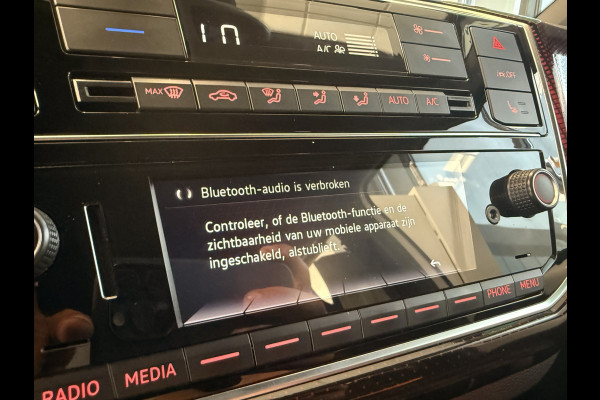 AUTO
A/C
OFF
MAX
AUTO
A/C
Bluetooth-audio is verbroken
Controleer, of de Bluetooth-functie en de
zichtbaarheid van uw mobiele apparaat zijn
ingeschakeld, alstublieft.
PHONE
MENU
RADIO
MEDIA